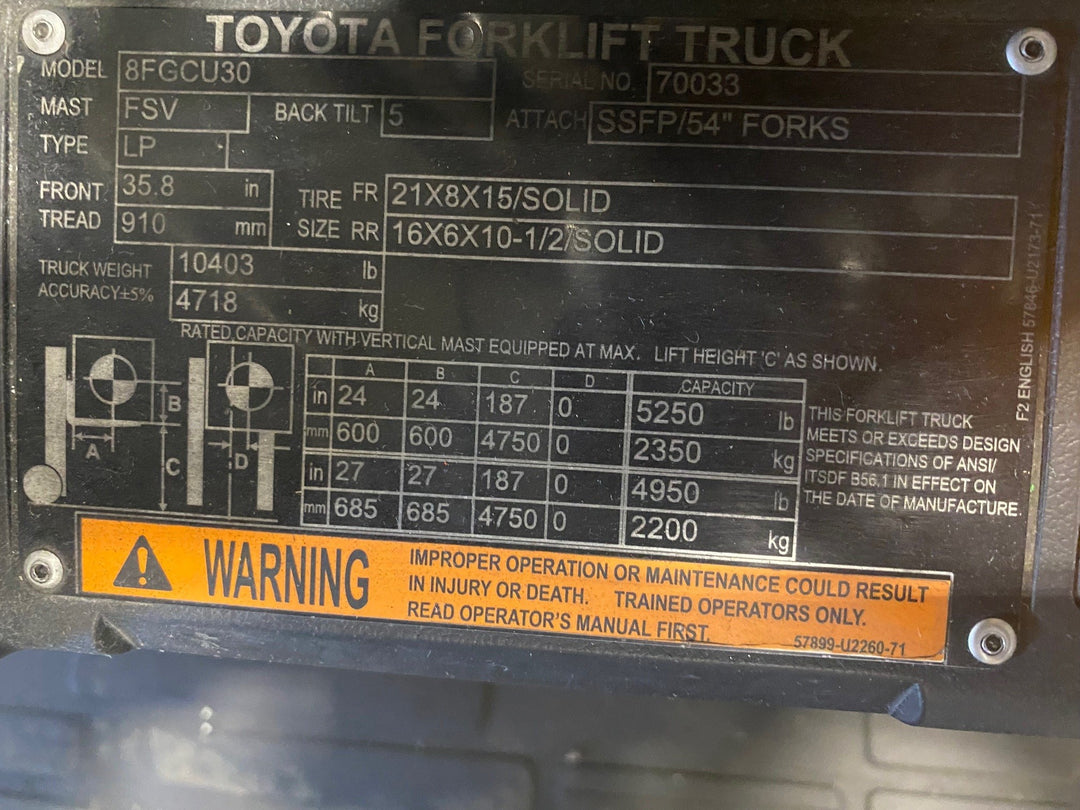 TOYOTA FORKLIFT TRUCK
MODEL 8FGCU30 SERIAL NO. 70033
MAST FSV BACK TILT 5 ATTACH SSFP/54" FORKS
TYPE LP
FRONT TREAD 35.8 in 910 mm
TIRE SIZE FR 21X8X15/SOLID
RR 16X6X10-1/2/SOLID
TRUCK WEIGHT 10403 lb
ACCURACY±5% 4718 kg
RATED CAPACITY WITH VERTICAL MAST EQUIPPED AT MAX. LIFT HEIGHT 'C' AS SHOWN.
A B C D CAPACITY
in 24 24 187 0 5250 lb
mm 600 600 4750 0 2350 kg
in 27 27 187 0 4950 lb
mm 685 685 4750 0 2200 kg
A B C D
THIS FORKLIFT TRUCK
MEETS OR EXCEEDS DESIGN
SPECIFICATIONS OF ANSI/
ITSDF B56.1 IN EFFECT ON
THE DATE OF MANUFACTURE.
F2 ENGLISH 57846-U2173-71
WARNING
IMPROPER OPERATION OR MAINTENANCE COULD RESULT
IN INJURY OR DEATH. TRAINED OPERATORS ONLY.
READ OPERATOR'S MANUAL FIRST.
57899-U2260-71